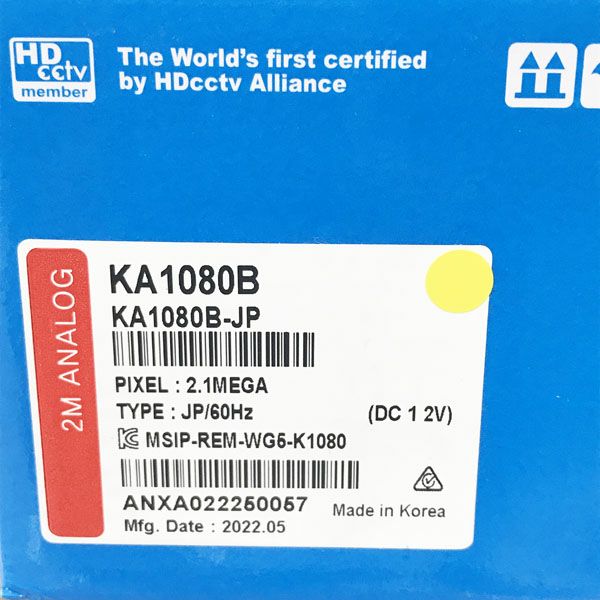 HD
cctv
member
The World's first certified
by HDcctv Alliance
2M ANALOG
KA1080B
KA1080B-JP
PIXEL : 2.1MEGA
TYPE : JP/60Hz (DC 1 2V)
MSIP-REM-WG5-K1080
ANXA022250057 Made in Korea
Mfg. Date : 2022.05